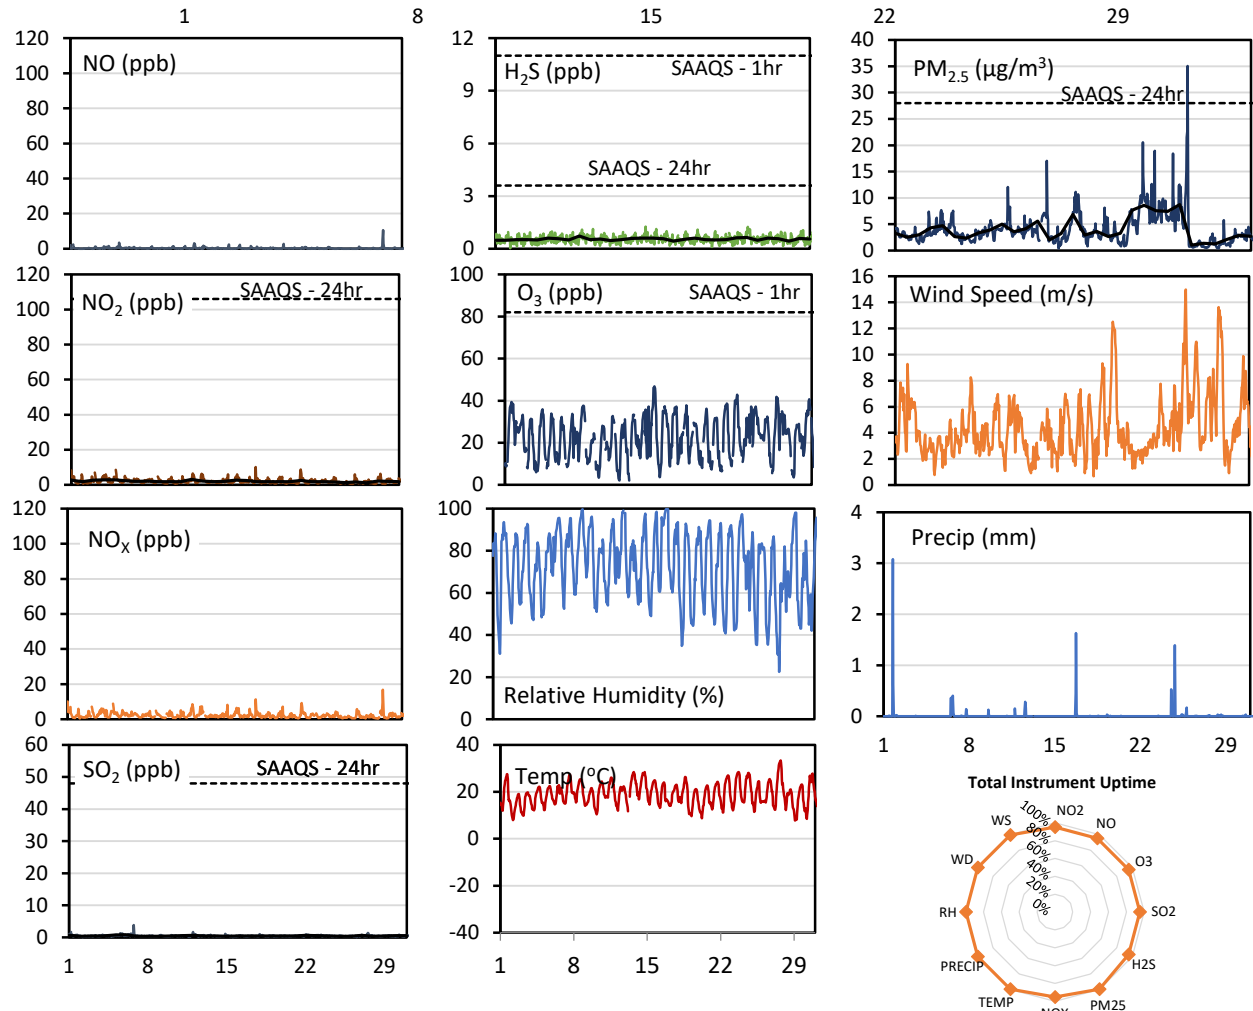 1 8 15 22 29
NO (ppb)
120
100
80
60
40
20
0
H2S (ppb)
SAAQS - 1hr
SAAQS - 24hr
12
9
6
3
0
PM2.5 (µg/m³)
SAAQS - 24hr
40
35
30
25
20
15
10
5
0
NO2 (ppb)
SAAQS - 24hr
120
100
80
60
40
20
0
O3 (ppb)
SAAQS - 1hr
100
80
60
40
20
0
Wind Speed (m/s)
16
14
12
10
8
6
4
2
0
NOX (ppb)
120
100
80
60
40
20
0
Relative Humidity (%)
100
80
60
40
20
0
Precip (mm)
4
3
2
1
0
1 8 15 22 29
SO2 (ppb)
SAAQS - 24hr
60
50
40
30
20
10
0
1 8 15 22 29
Temp (°C)
40
20
0
-20
-40
1 8 15 22 29
Total Instrument Uptime
100%
80%
60%
40%
20%
0%
NO2
NO
O3
SO2
H2S
PM25
NOX
TEMP
PRECIP
RH
WD
WS